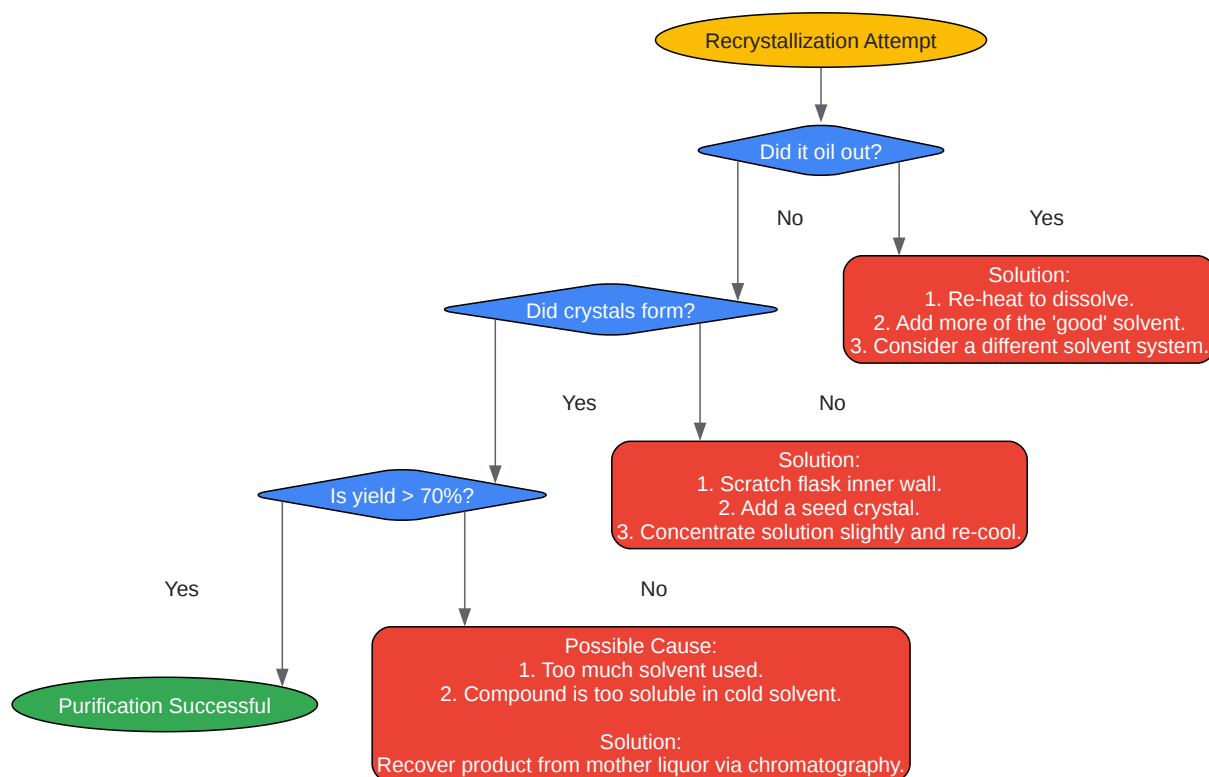 Recrystallization Attempt
Did it oil out?
No
Yes
Solution:
1. Re-heat to dissolve.
2. Add more of the 'good' solvent.
3. Consider a different solvent system.
Did crystals form?
Yes
No
Solution:
1. Scratch flask inner wall.
2. Add a seed crystal.
3. Concentrate solution slightly and re-cool.
Is yield > 70%?
Yes
No
Possible Cause:
1. Too much solvent used.
2. Compound is too soluble in cold solvent.
Solution:
Recover product from mother liquor via chromatography.
Purification Successful